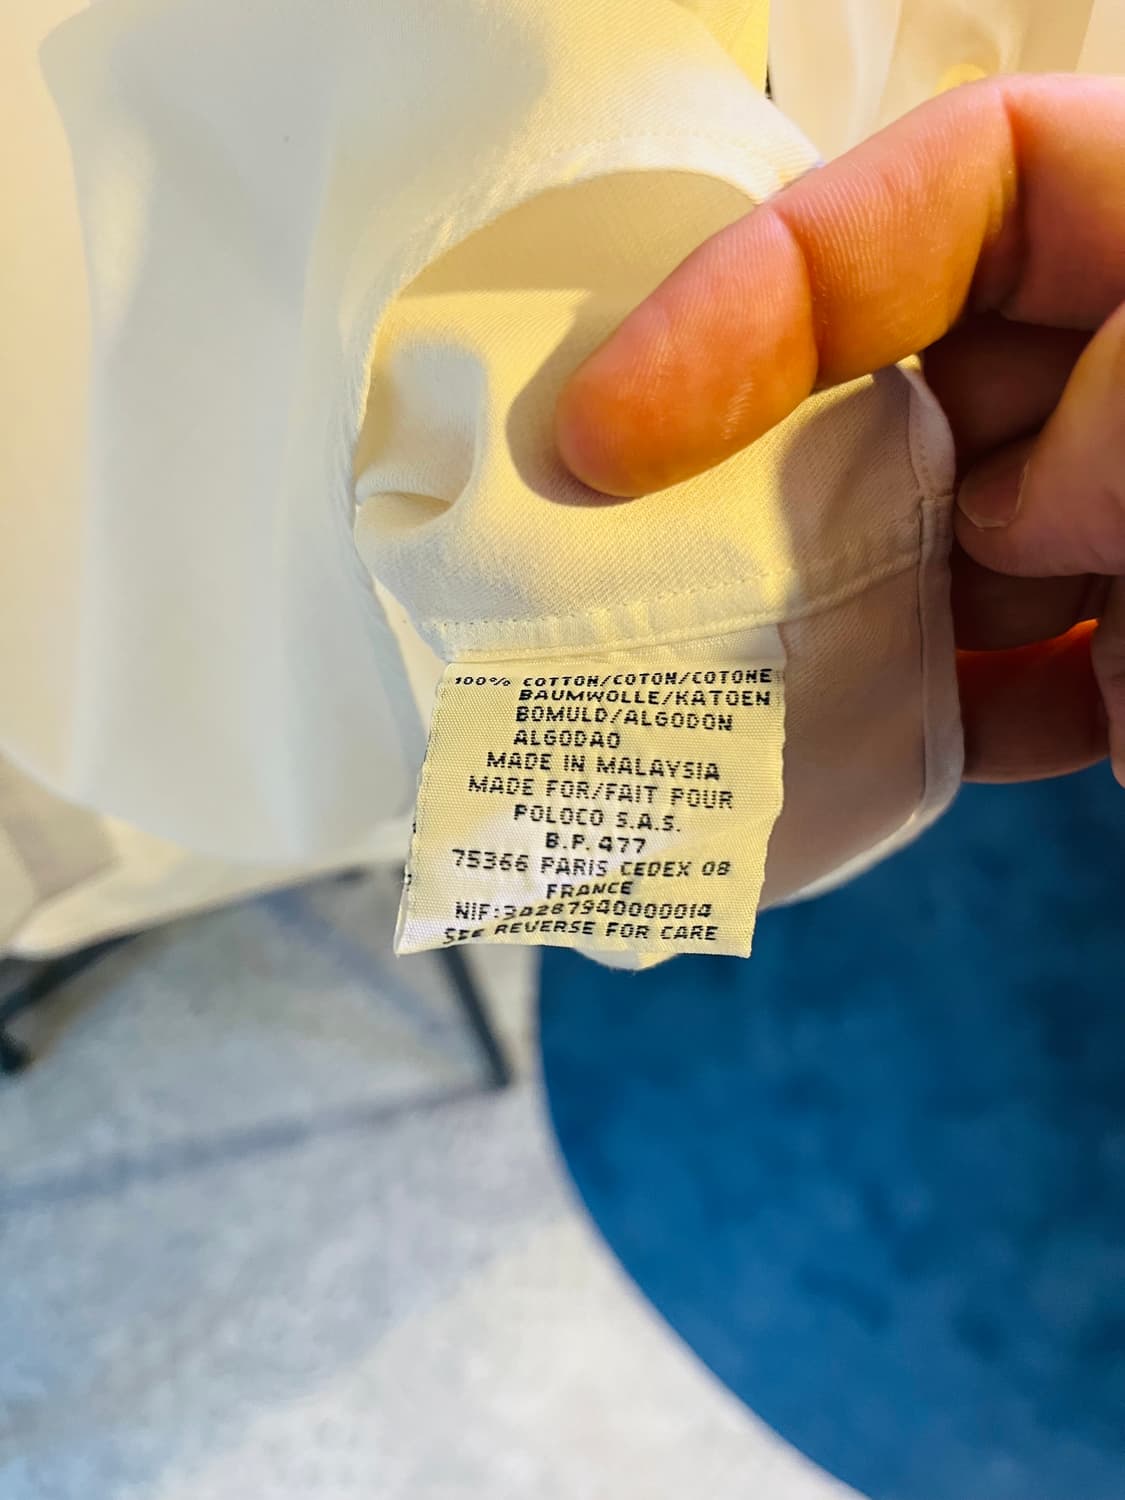 100% COTTON/COTON/COTONE
BAUMWOLLE/KATOEN
BOMULD/ALGODON
ALGODAO
MADE IN MALAYSIA
MADE FOR/FAIT POUR
POLOCO S.A.S.
B.P. 477
75366 PARIS CEDEX 08
FRANCE
NIF:34287940000014
SEE REVERSE FOR CARE